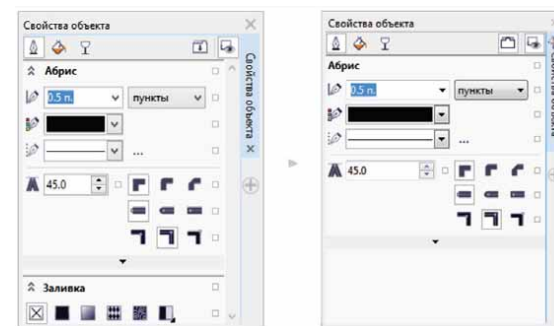 Свойства объекта
Абрис
0.5 п. пункты
...
45.0
Заливка
Свойства объекта
Свойства объекта
Абрис
0.5 п. пункты
...
45.0